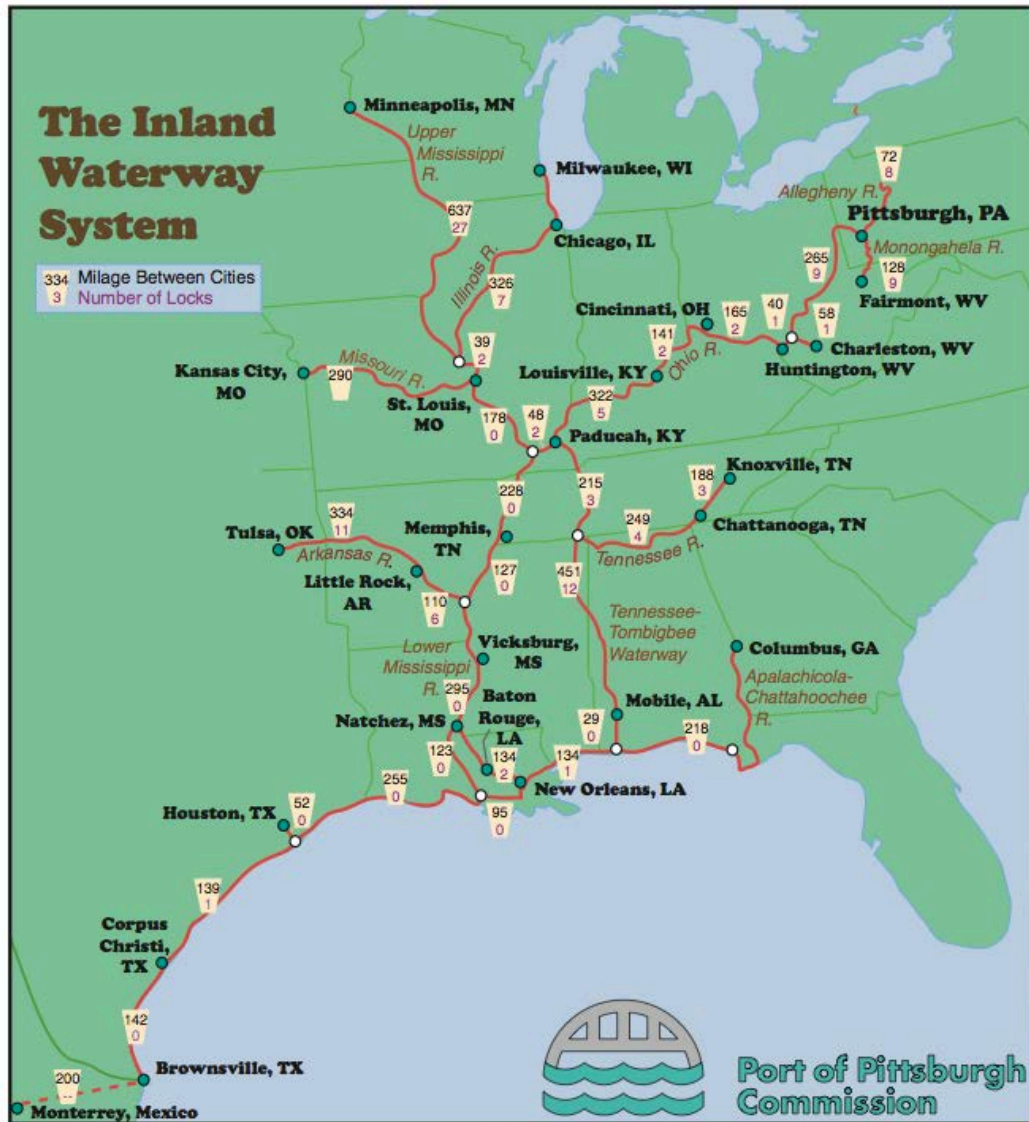 The Inland
Waterway
System
334 Milage Between Cities
3 Number of Locks
Minneapolis, MN
Upper
Mississippi
R.
Milwaukee, WI
637
27
Chicago, IL
Illinois R.
326
7
72
8
Allegheny R.
Pittsburgh, PA
Monongahela R.
265
9
128
9
Fairmont, WV
Cincinnati, OH
165
2
40
1
58
1
Charleston, WV
Huntington, WV
141
2
Ohio R.
Louisville, KY
39
2
Kansas City,
MO
290
Missouri R.
St. Louis,
MO
178
0
48
2
322
5
Paducah, KY
228
0
215
3
188
3
Knoxville, TN
Chattanooga, TN
249
4
Tennessee R.
334
11
Tulsa, OK
Arkansas R.
Memphis,
TN
Little Rock,
AR
127
0
451
12
110
6
Tennessee-
Tombigbee
Waterway
Lower
Mississippi
R.
Vicksburg,
MS
Columbus, GA
Apalachicola-
Chattahoochee
R.
295
0
Natchez, MS
Baton
Rouge,
LA
Mobile, AL
29
0
218
0
123
0
134
2
134
1
New Orleans, LA
255
0
95
0
Houston, TX
52
0
139
1
Corpus
Christi,
TX
142
0
Brownsville, TX
200
--
Monterrey, Mexico
Port of Pittsburgh
Commission